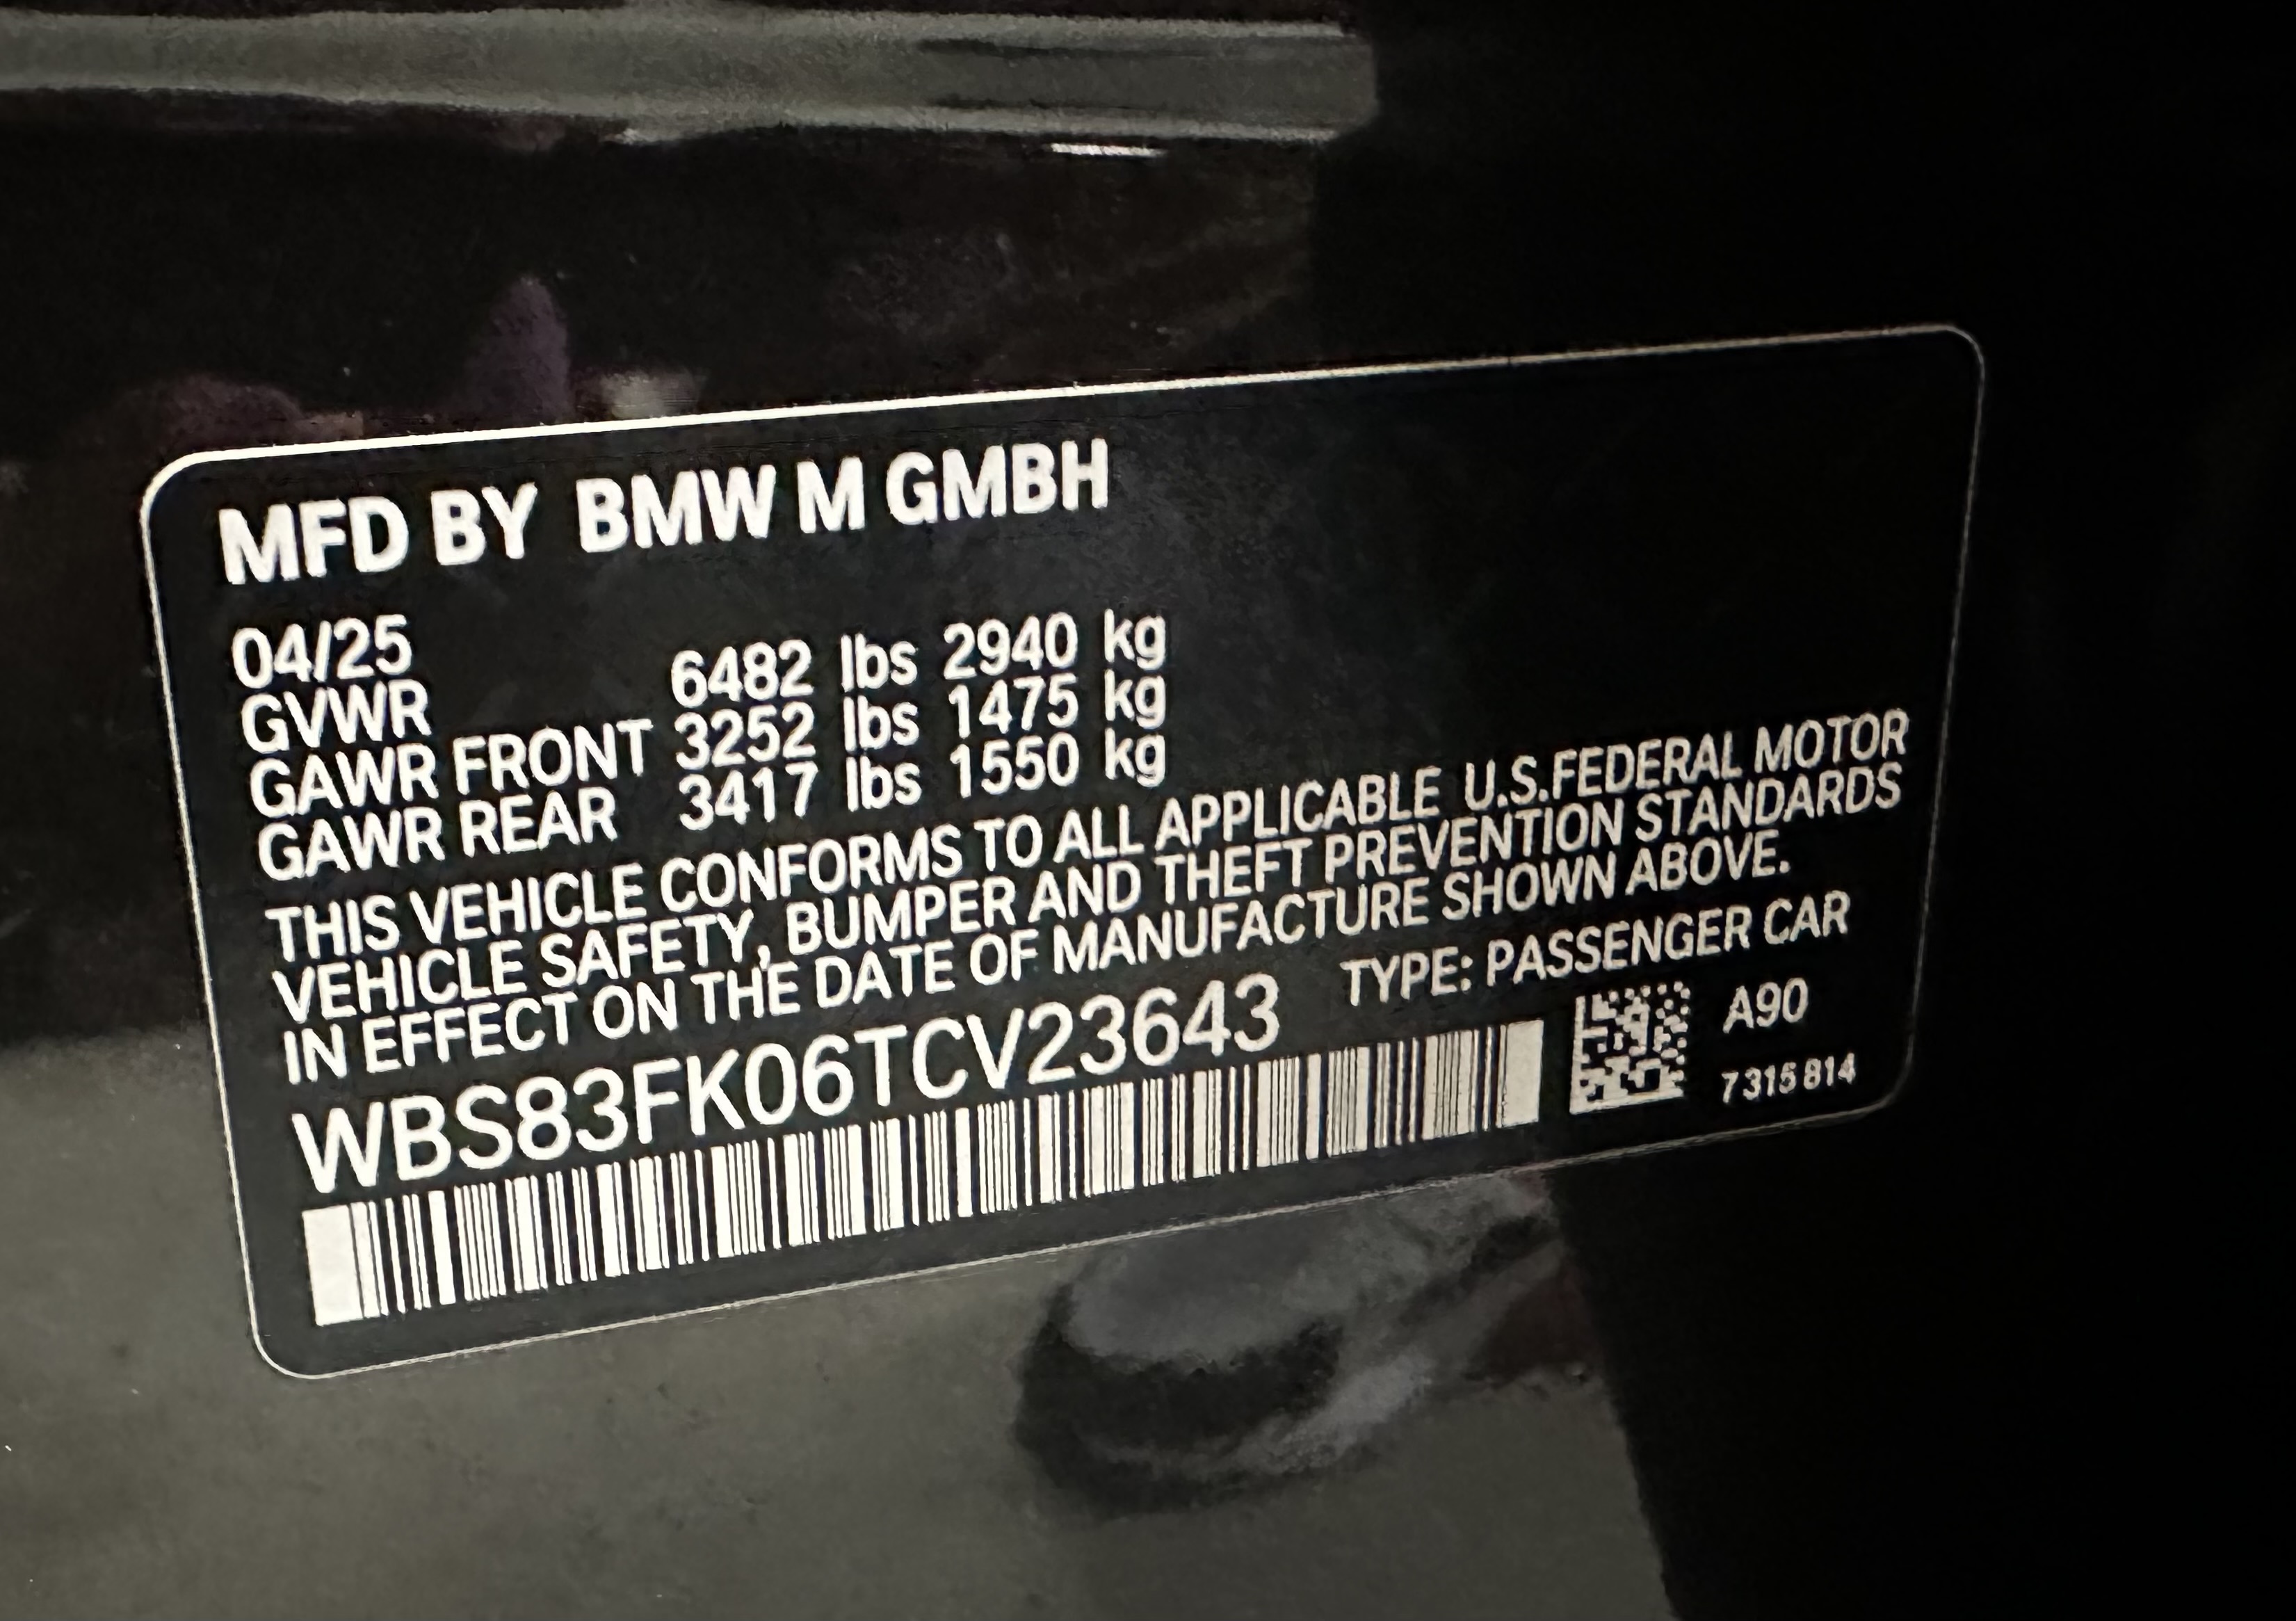 MFD BY BMW M GMBH
04/25
GVWR 6482 lbs 2940 kg
GAWR FRONT 3252 lbs 1475 kg
GAWR REAR 3417 lbs 1550 kg
THIS VEHICLE CONFORMS TO ALL APPLICABLE U.S.FEDERAL MOTOR
VEHICLE SAFETY, BUMPER AND THEFT PREVENTION STANDARDS
IN EFFECT ON THE DATE OF MANUFACTURE SHOWN ABOVE.
WBS83FK06TCV23643 TYPE: PASSENGER CAR
A90
7315814